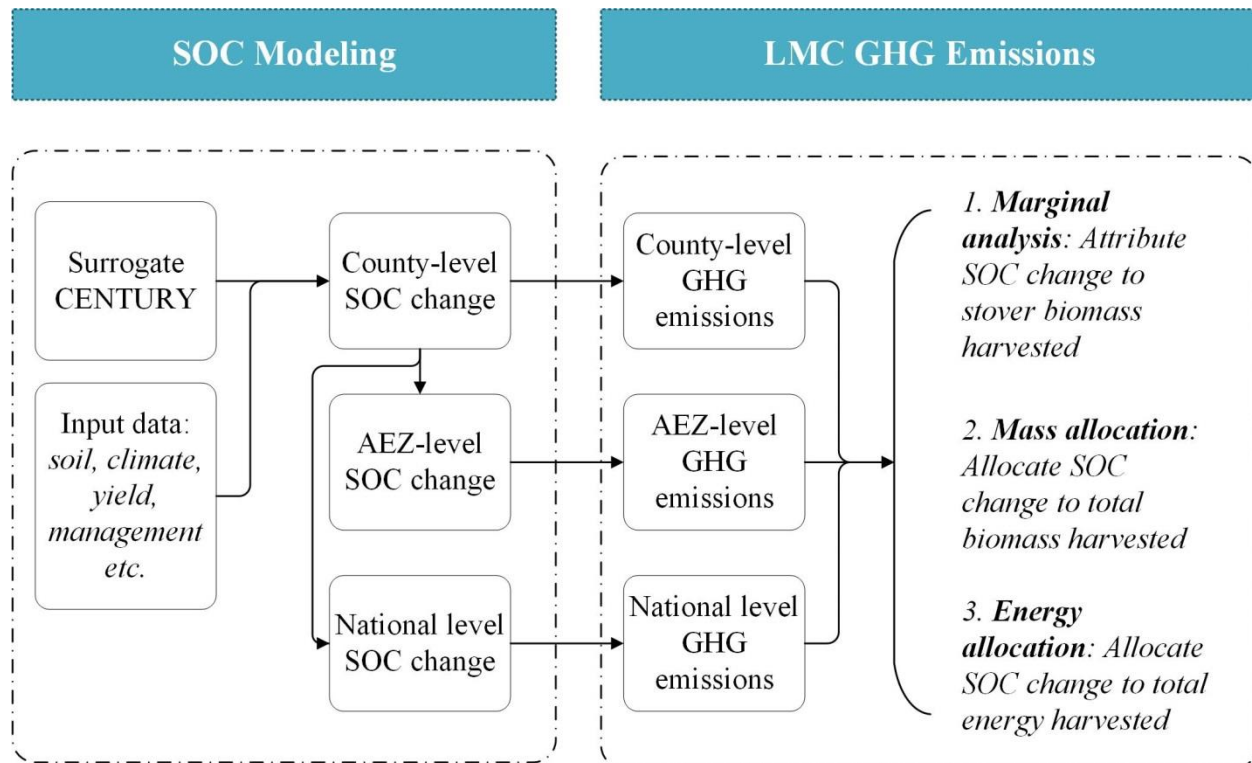 SOC Modeling
LMC GHG Emissions
Surrogate
CENTURY
Input data:
soil, climate,
yield,
management
etc.
County-level
SOC change
AEZ-level
SOC change
National level
SOC change
County-level
GHG
emissions
AEZ-level
GHG
emissions
National level
GHG
emissions
1. Marginal
analysis: Attribute
SOC change to
stover biomass
harvested
2. Mass allocation:
Allocate SOC
change to total
biomass harvested
3. Energy
allocation: Allocate
SOC change to total
energy harvested